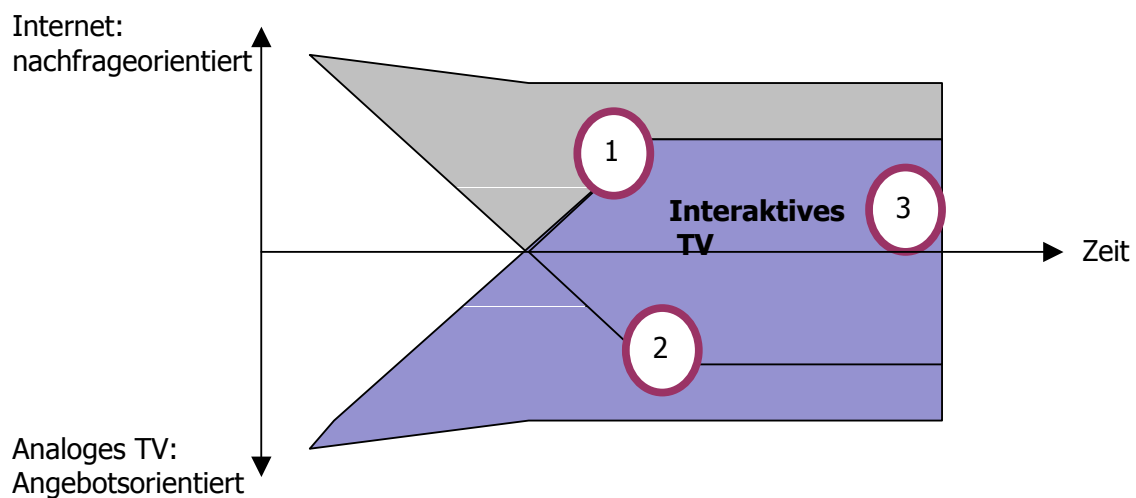 Internet:
nachfrageorientiert
1
Interaktives
TV
3
Zeit
2
Analoges TV:
Angebotsorientiert